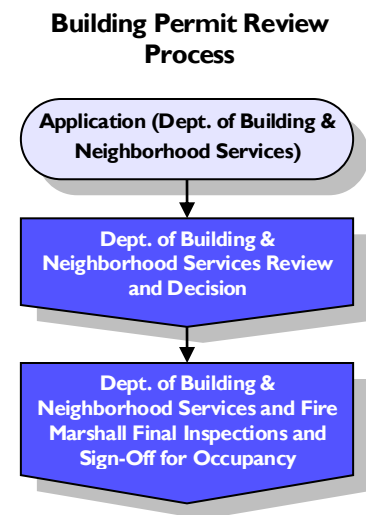 Building Permit Review
Process
Application (Dept. of Building &
Neighborhood Services)
Dept. of Building &
Neighborhood Services Review
and Decision
Dept. of Building &
Neighborhood Services and Fire
Marshall Final Inspections and
Sign-Off for Occupancy